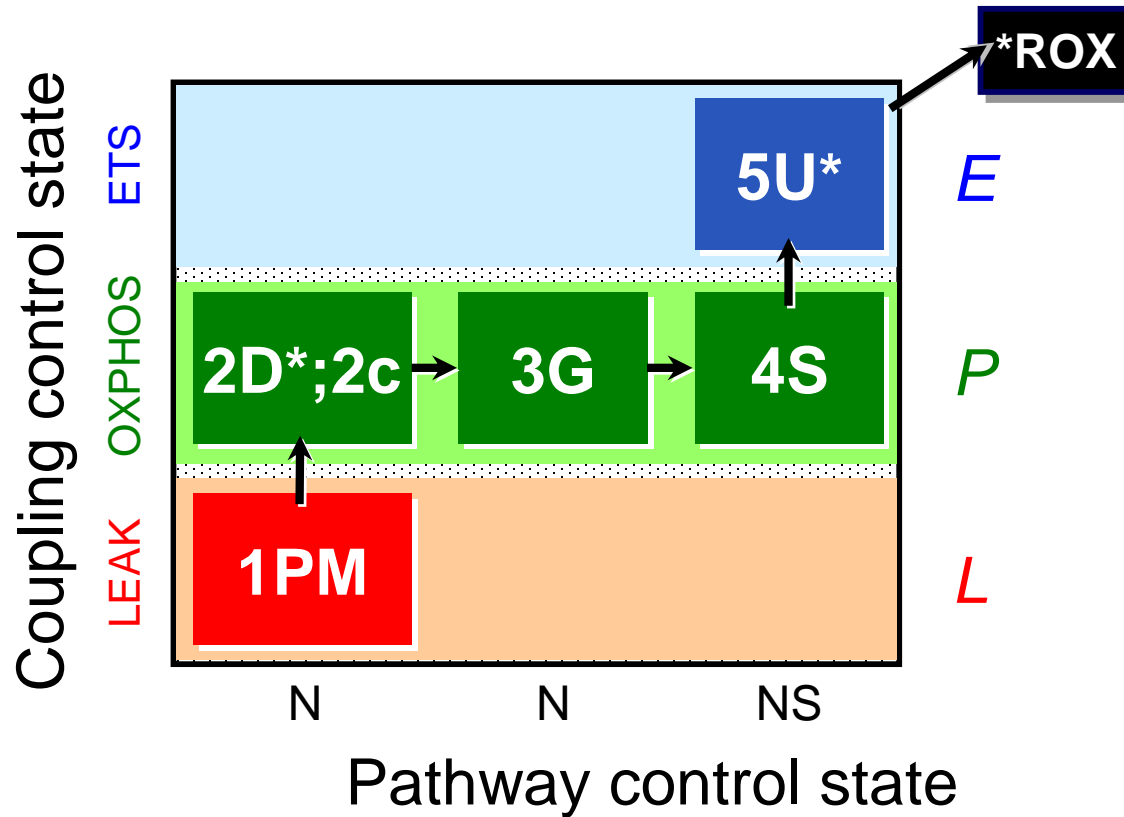 *ROX
Coupling control state
ETS
5U*
E
OXPHOS
2D*;2c
3G
4S
P
LEAK
1PM
L
N
N
NS
Pathway control state